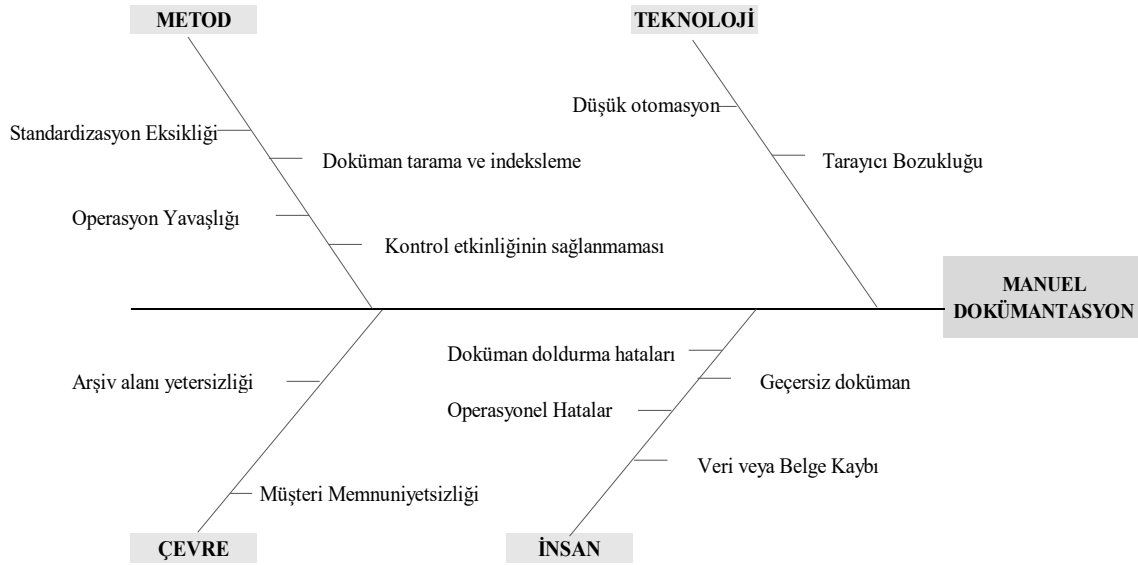 METOD
TEKNOLOJİ
Düşük otomasyon
Standardizasyon Eksikliği
Doküman tarama ve indeksleme
Tarayıcı Bozukluğu
Operasyon Yavaşlığı
Kontrol etkinliğinin sağlanmaması
MANUEL
DOKÜMANTASYON
Doküman doldurma hataları
Arşiv alanı yetersizliği
Geçersiz doküman
Operasyonel Hatalar
Veri veya Belge Kaybı
Müşteri Memnuniyetsizliği
ÇEVRE
İNSAN